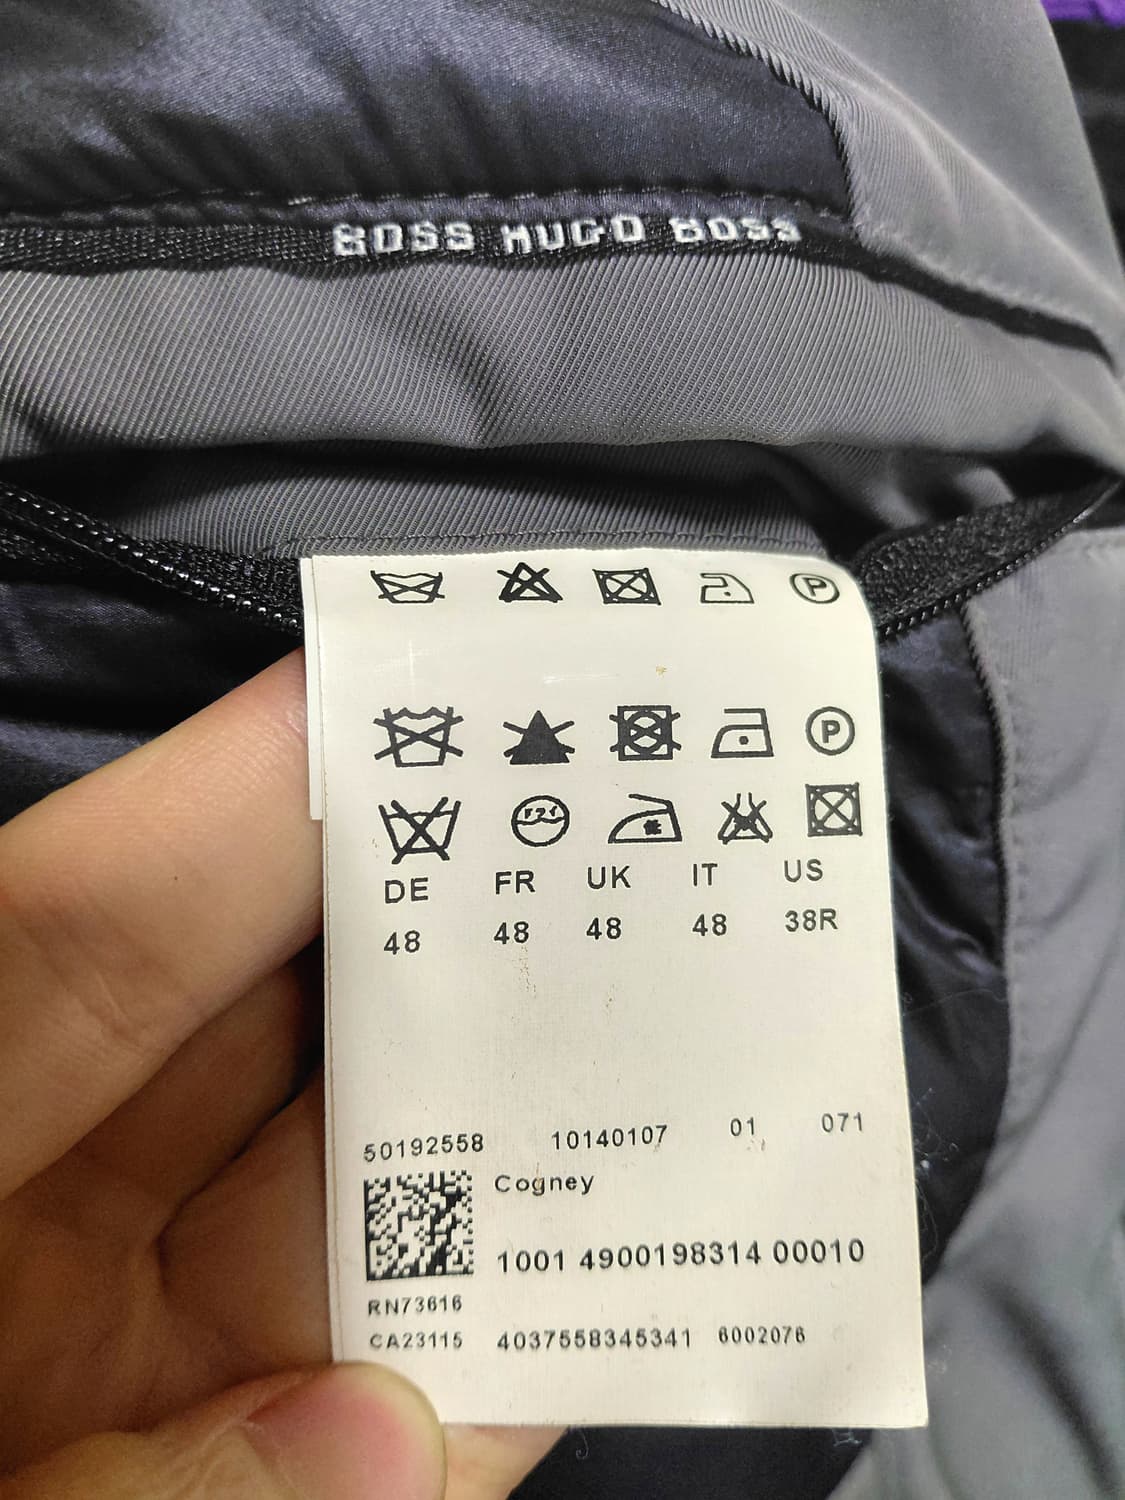 BOSS HUGO BOSS
P
P
DE FR UK IT US
48 48 48 48 38R
50192558 10140107 01 071
Cogney
1001 4900198314 00010
RN73616
CA23115 4037558345341 6002076